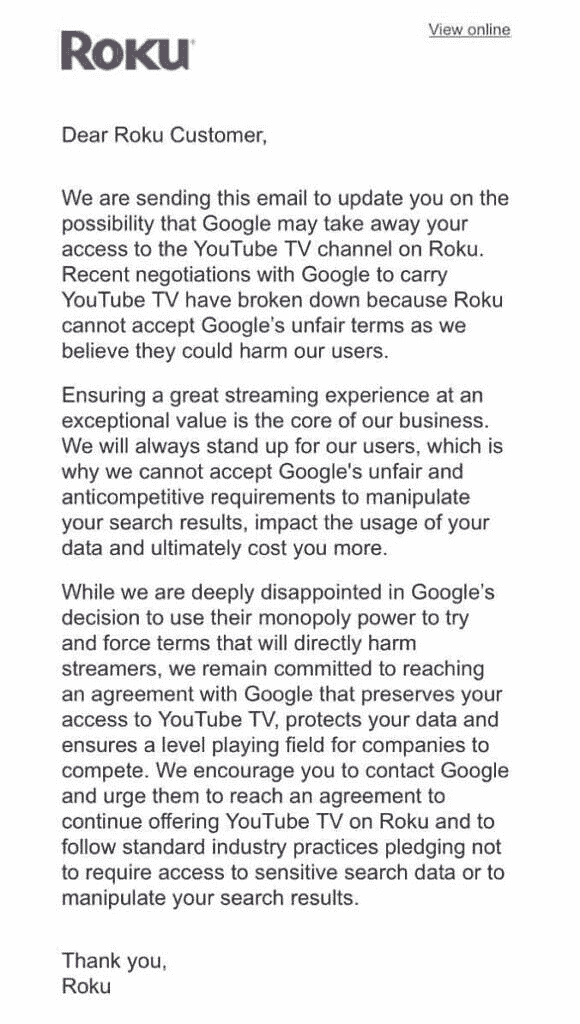 View online
ROKU
Dear Roku Customer,
We are sending this email to update you on the
possibility that Google may take away your
access to the YouTube TV channel on Roku.
Recent negotiations with Google to carry
YouTube TV have broken down because Roku
cannot accept Google's unfair terms as we
believe they could harm our users.
Ensuring a great streaming experience at an
exceptional value is the core of our business.
We will always stand up for our users, which is
why we cannot accept Google's unfair and
anticompetitive requirements to manipulate
your search results, impact the usage of your
data and ultimately cost you more.
While we are deeply disappointed in Google's
decision to use their monopoly power to try
and force terms that will directly harm
streamers, we remain committed to reaching
an agreement with Google that preserves your
access to YouTube TV, protects your data and
ensures a level playing field for companies to
compete. We encourage you to contact Google
and urge them to reach an agreement to
continue offering YouTube TV on Roku and to
follow standard industry practices pledging not
to require access to sensitive search data or to
manipulate your search results.
Thank you,
Roku